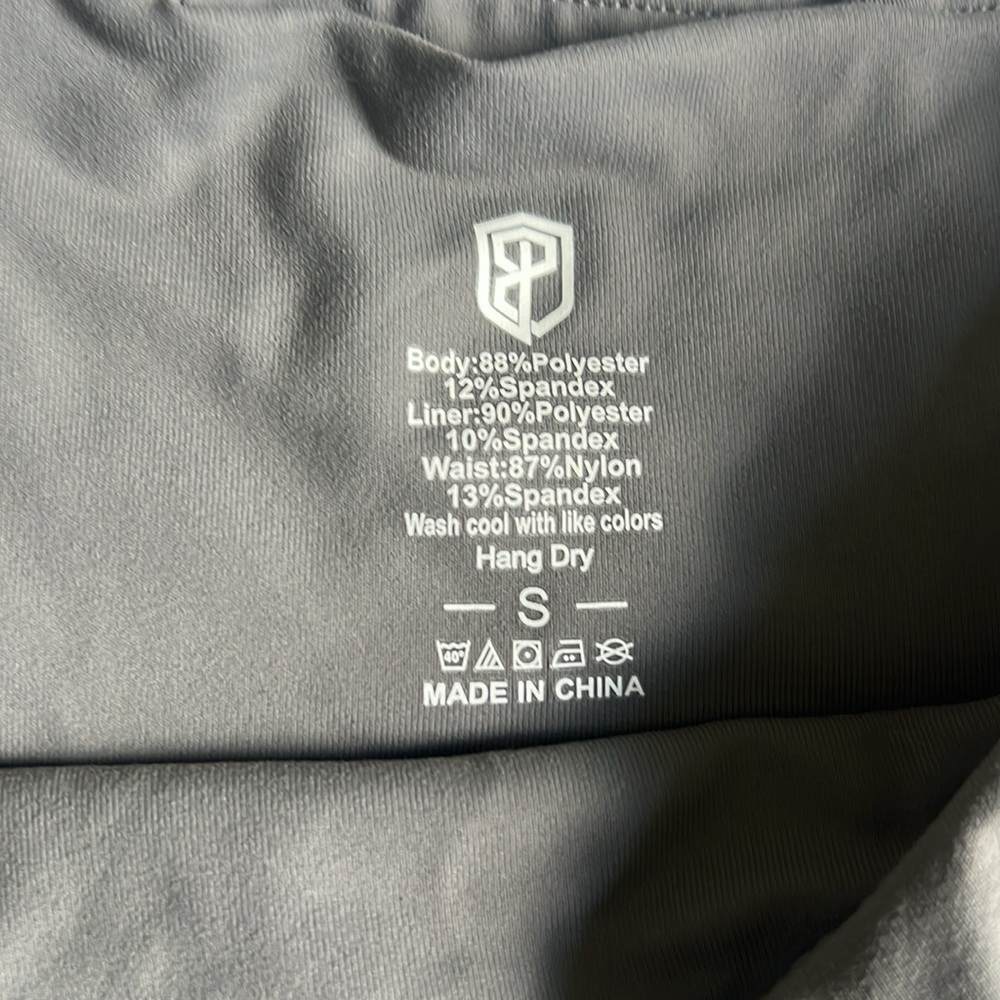 Body:88%Polyester
12%Spandex
Liner:90%Polyester
10%Spandex
Waist:87%Nylon
13%Spandex
Wash cool with like colors
Hang Dry
— S —
40°
MADE IN CHINA